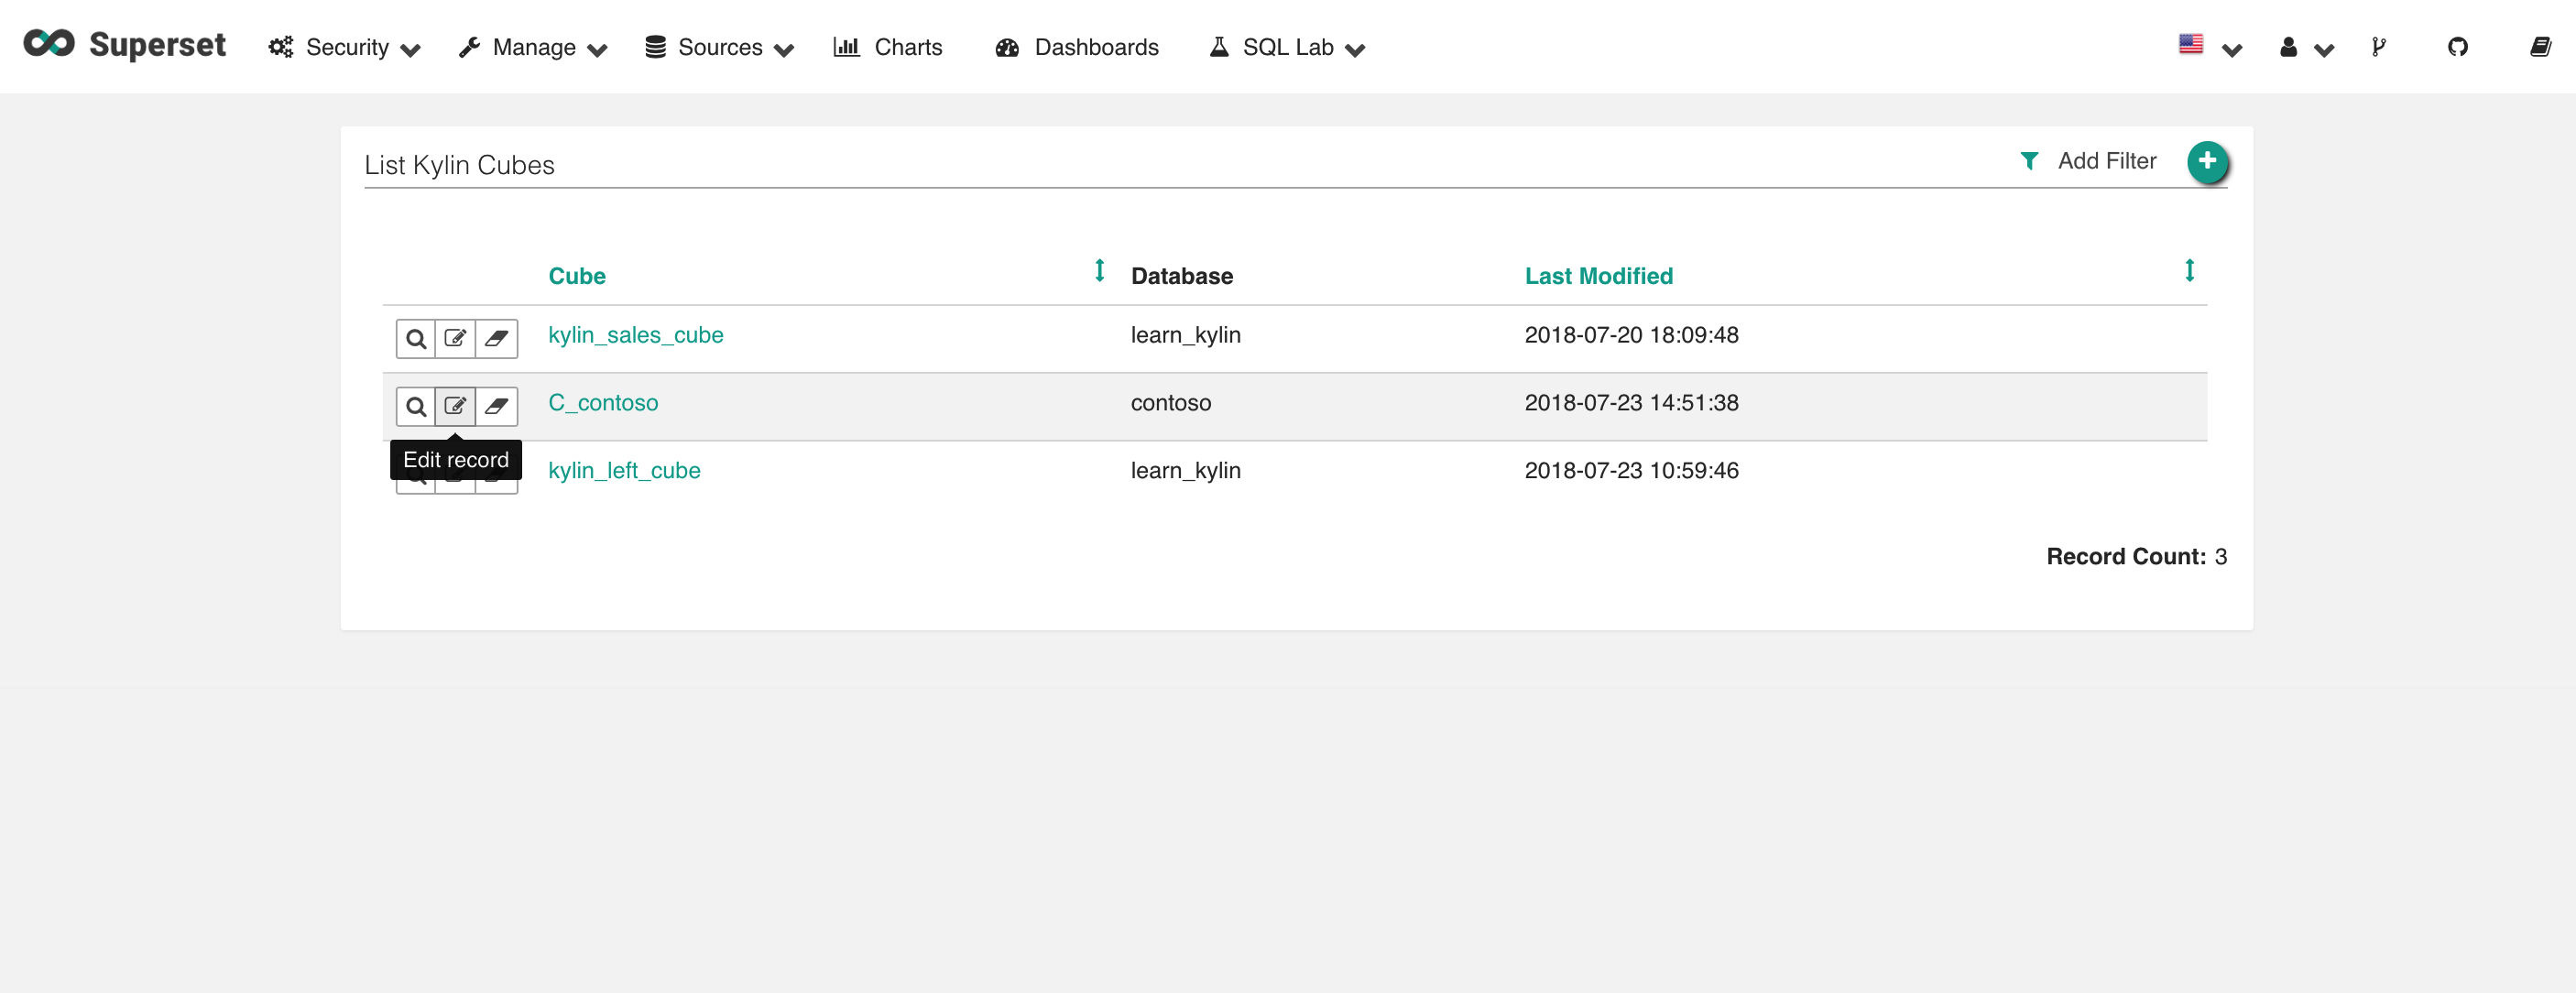 Superset Security Manage Sources Charts Dashboards SQL Lab
List Kylin Cubes Add Filter
Cube Database Last Modified
kylin_sales_cube learn_kylin 2018-07-20 18:09:48
C_contoso contoso 2018-07-23 14:51:38
Edit record kylin_left_cube learn_kylin 2018-07-23 10:59:46
Record Count: 3